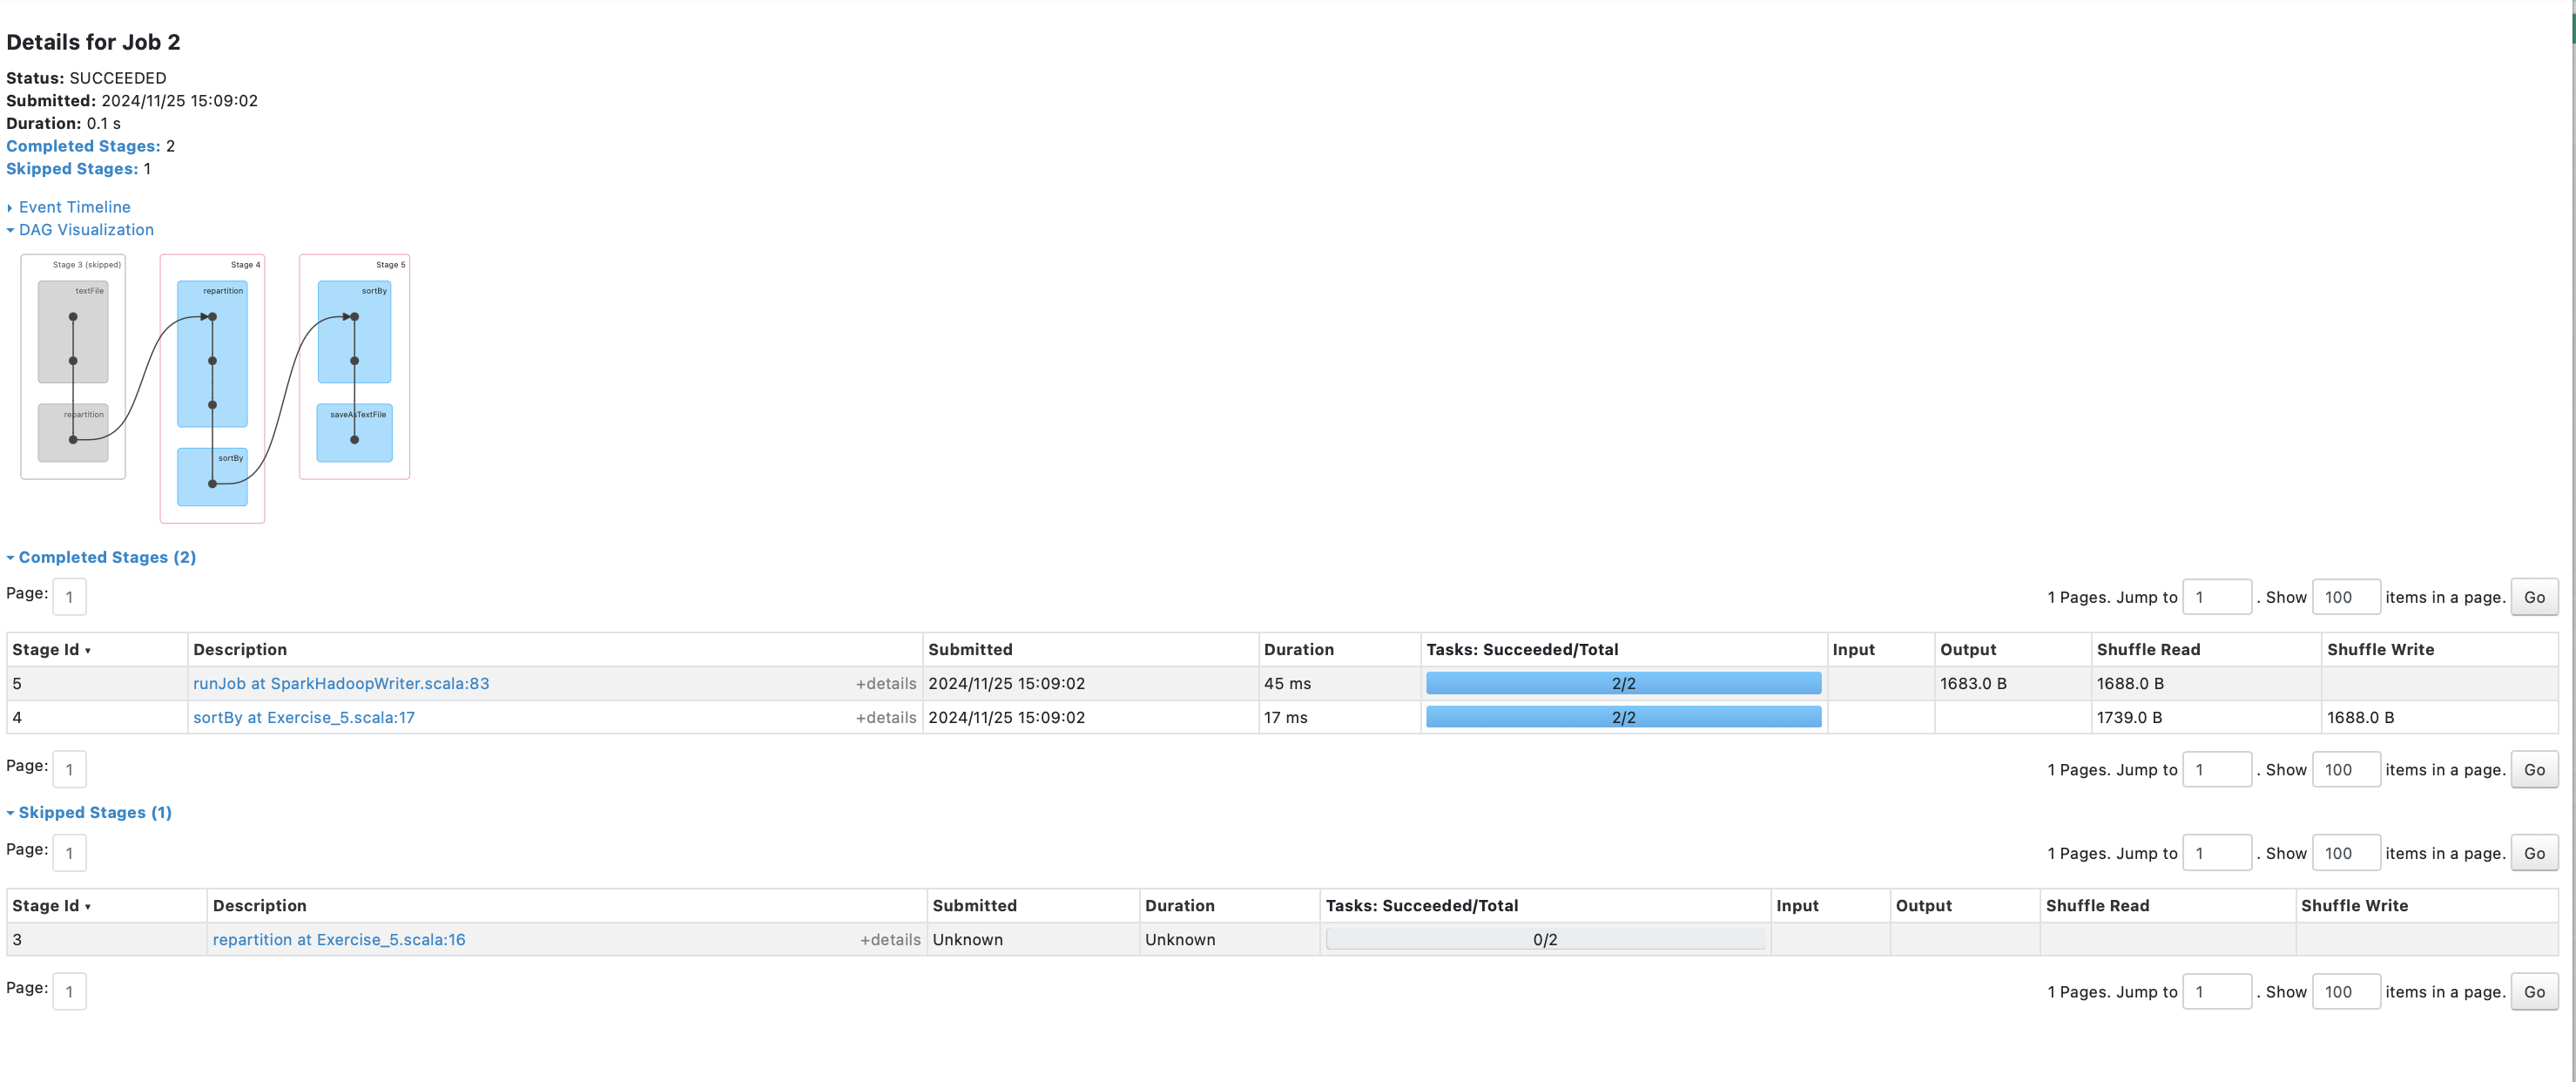 Details for Job 2
Status: SUCCEEDED
Submitted: 2024/11/25 15:09:02
Duration: 0.1 s
Completed Stages: 2
Skipped Stages: 1
Event Timeline
DAG Visualization
Stage 3 (skipped)
textFile
repartition
Stage 4
repartition
sortBy
Stage 5
sortBy
saveAsTextFile
Completed Stages (2)
Page: 1 1 Pages. Jump to 1 . Show 100 items in a page. Go
Stage Id ▾ Description Submitted Duration Tasks: Succeeded/Total Input Output Shuffle Read Shuffle Write
5 runJob at SparkHadoopWriter.scala:83 +details 2024/11/25 15:09:02 45 ms 2/2 1683.0 B 1688.0 B
4 sortBy at Exercise_5.scala:17 +details 2024/11/25 15:09:02 17 ms 2/2 1739.0 B 1688.0 B
Page: 1 1 Pages. Jump to 1 . Show 100 items in a page. Go
Skipped Stages (1)
Page: 1 1 Pages. Jump to 1 . Show 100 items in a page. Go
Stage Id ▾ Description Submitted Duration Tasks: Succeeded/Total Input Output Shuffle Read Shuffle Write
3 repartition at Exercise_5.scala:16 +details Unknown Unknown 0/2
Page: 1 1 Pages. Jump to 1 . Show 100 items in a page. Go